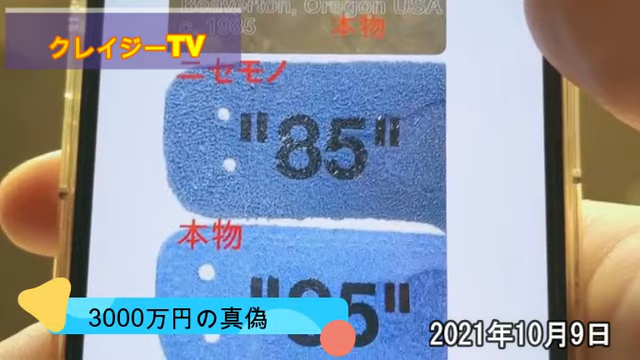 Beaverton, Oregon USA
c. 1985
本物
クレイジーTV
ニセモノ
"85"
本物
"85"
3000万円の真偽
2021年10月9日